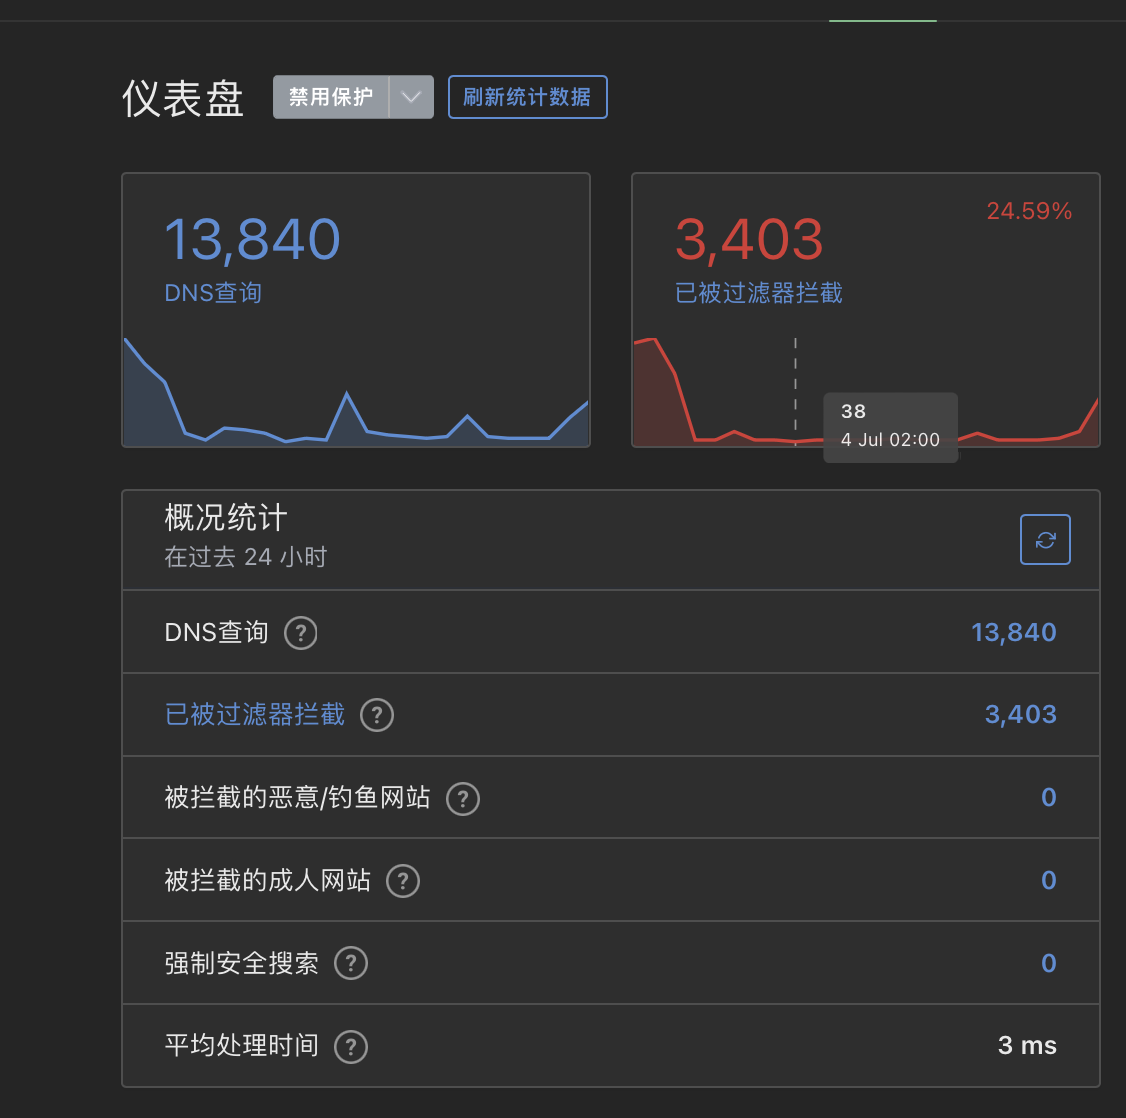 仪表盘
禁用保护
刷新统计数据
13,840
DNS查询
24.59%
3,403
已被过滤器拦截
38
4 Jul 02:00
概况统计
在过去 24 小时
DNS查询 ?
13,840
已被过滤器拦截 ?
3,403
被拦截的恶意/钓鱼网站 ?
0
被拦截的成人网站 ?
0
强制安全搜索 ?
0
平均处理时间 ?
3 ms